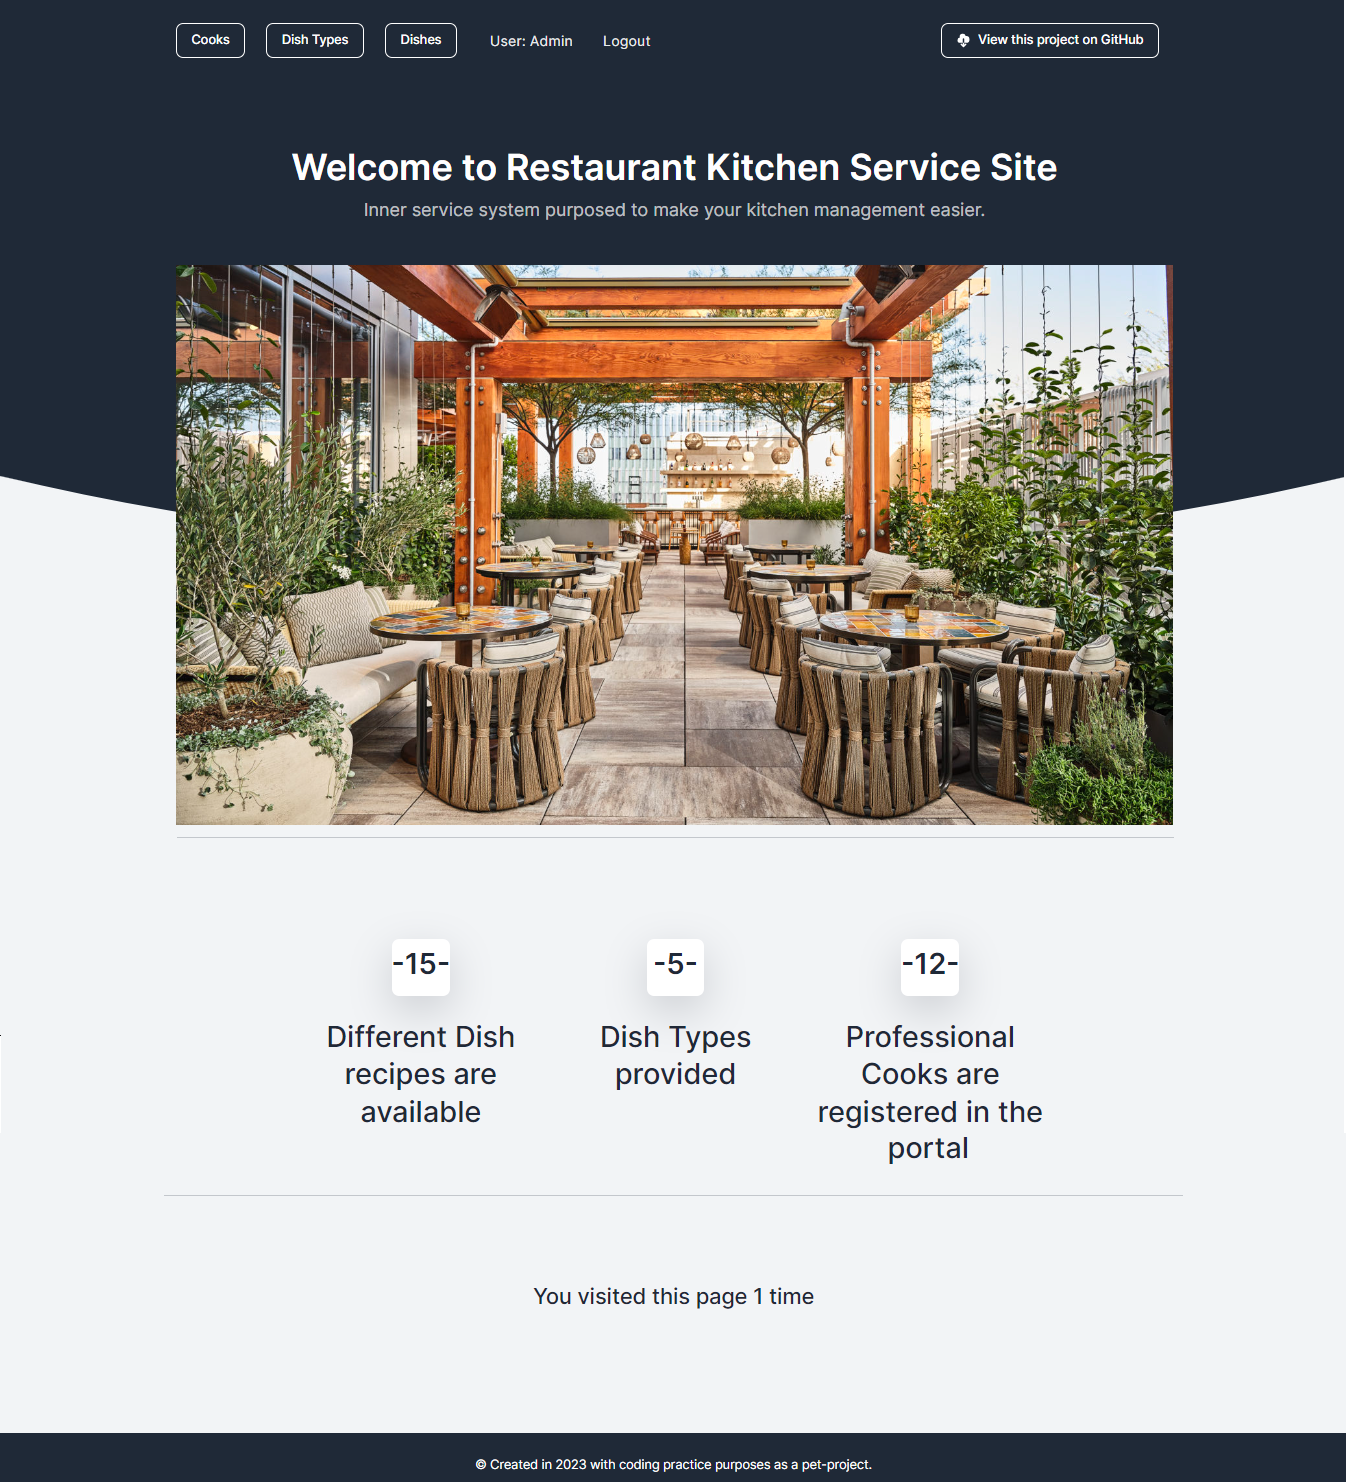 Cooks
Dish Types
Dishes
User: Admin
Logout
View this project on GitHub
Welcome to Restaurant Kitchen Service Site
Inner service system purposed to make your kitchen management easier.
-15-
Different Dish
recipes are
available
-5-
Dish Types
provided
-12-
Professional
Cooks are
registered in the
portal
You visited this page 1 time
© Created in 2023 with coding practice purposes as a pet-project.